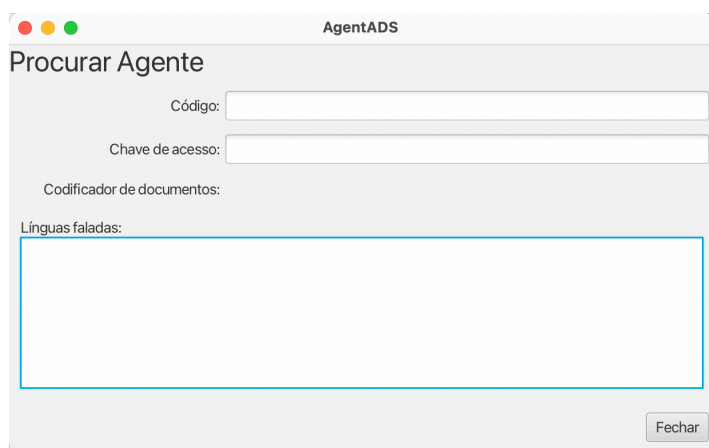 AgentADS
Procurar Agente
Código:
Chave de acesso:
Codificador de documentos:
Línguas faladas:
Fechar